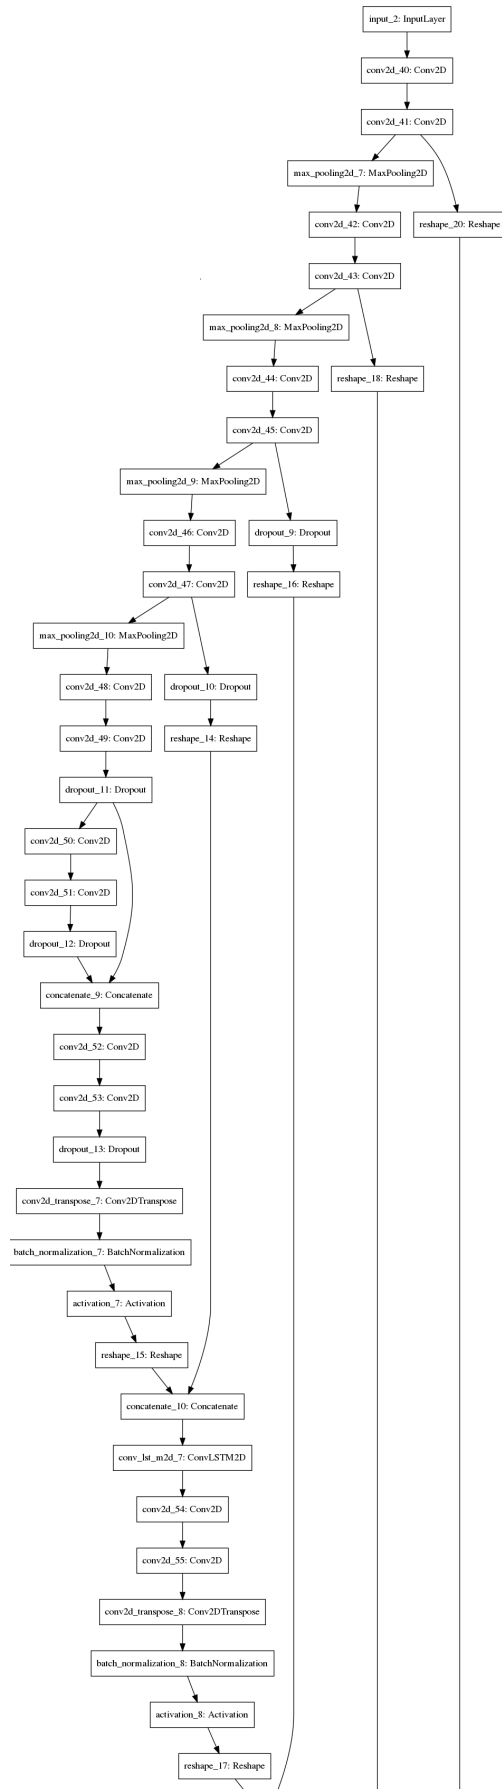 input_2: InputLayer
conv2d_40: Conv2D
conv2d_41: Conv2D
max_pooling2d_7: MaxPooling2D
conv2d_42: Conv2D
reshape_20: Reshape
conv2d_43: Conv2D
max_pooling2d_8: MaxPooling2D
conv2d_44: Conv2D
reshape_18: Reshape
conv2d_45: Conv2D
max_pooling2d_9: MaxPooling2D
conv2d_46: Conv2D
dropout_9: Dropout
conv2d_47: Conv2D
reshape_16: Reshape
max_pooling2d_10: MaxPooling2D
conv2d_48: Conv2D
dropout_10: Dropout
conv2d_49: Conv2D
reshape_14: Reshape
dropout_11: Dropout
conv2d_50: Conv2D
conv2d_51: Conv2D
dropout_12: Dropout
concatenate_9: Concatenate
conv2d_52: Conv2D
conv2d_53: Conv2D
dropout_13: Dropout
conv2d_transpose_7: Conv2DTranspose
batch_normalization_7: BatchNormalization
activation_7: Activation
reshape_15: Reshape
concatenate_10: Concatenate
conv_lst_m2d_7: ConvLSTM2D
conv2d_54: Conv2D
conv2d_55: Conv2D
conv2d_transpose_8: Conv2DTranspose
batch_normalization_8: BatchNormalization
activation_8: Activation
reshape_17: Reshape